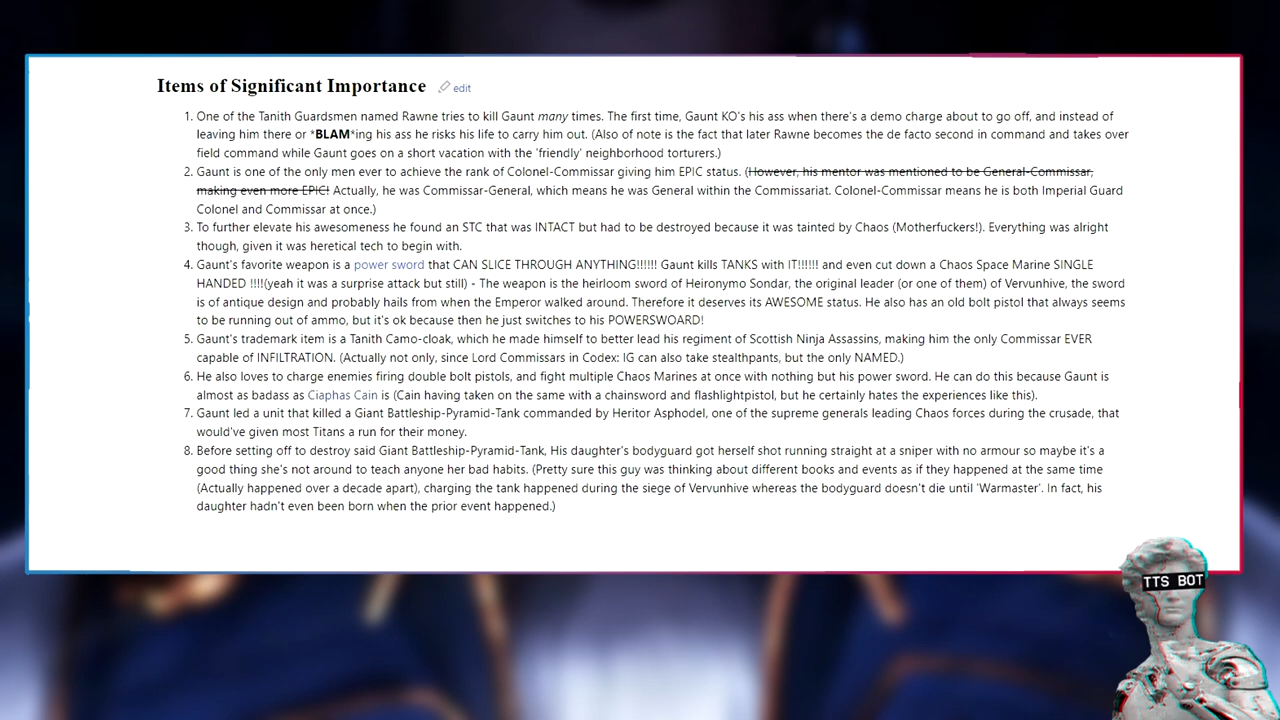 Items of Significant Importance edit
1. One of the Tanith Guardsmen named Rawne tries to kill Gaunt many times. The first time, Gaunt KO's his ass when there's a demo charge about to go off, and instead of
leaving him there or *BLAM*ing his ass he risks his life to carry him out. (Also of note is the fact that later Rawne becomes the de facto second in command and takes over
field command while Gaunt goes on a short vacation with the 'friendly' neighborhood torturers.)
2. Gaunt is one of the only men ever to achieve the rank of Colonel-Commissar giving him EPIC status. (However, his mentor was mentioned to be General-Commissar,
making even more EPIC! Actually, he was Commissar-General, which means he was General within the Commissariat. Colonel-Commissar means he is both Imperial Guard
Colonel and Commissar at once.)
3. To further elevate his awesomeness he found an STC that was INTACT but had to be destroyed because it was tainted by Chaos (Motherfuckers!). Everything was alright
though, given it was heretical tech to begin with.
4. Gaunt's favorite weapon is a power sword that CAN SLICE THROUGH ANYTHING!!!!!! Gaunt kills TANKS with IT!!!!!! and even cut down a Chaos Space Marine SINGLE
HANDED !!!!(yeah it was a surprise attack but still) - The weapon is the heirloom sword of Heironymo Sondar, the original leader (or one of them) of Vervunhive, the sword
is of antique design and probably hails from when the Emperor walked around. Therefore it deserves its AWESOME status. He also has an old bolt pistol that always seems
to be running out of ammo, but it's ok because then he just switches to his POWERSWOARD!
5. Gaunt's trademark item is a Tanith Camo-cloak, which he made himself to better lead his regiment of Scottish Ninja Assassins, making him the only Commissar EVER
capable of INFILTRATION. (Actually not only, since Lord Commissars in Codex: IG can also take stealthpants, but the only NAMED.)
6. He also loves to charge enemies firing double bolt pistols, and fight multiple Chaos Marines at once with nothing but his power sword. He can do this because Gaunt is
almost as badass as Ciaphas Cain is (Cain having taken on the same with a chainsword and flashlightpistol, but he certainly hates the experiences like this).
7. Gaunt led a unit that killed a Giant Battleship-Pyramid-Tank commanded by Heritor Asphodel, one of the supreme generals leading Chaos forces during the crusade, that
would've given most Titans a run for their money.
8. Before setting off to destroy said Giant Battleship-Pyramid-Tank, His daughter's bodyguard got herself shot running straight at a sniper with no armour so maybe it's a
good thing she's not around to teach anyone her bad habits. (Pretty sure this guy was thinking about different books and events as if they happened at the same time
(Actually happened over a decade apart), charging the tank happened during the siege of Vervunhive whereas the bodyguard doesn't die until 'Warmaster'. In fact, his
daughter hadn't even been born when the prior event happened.)
TTS BOT